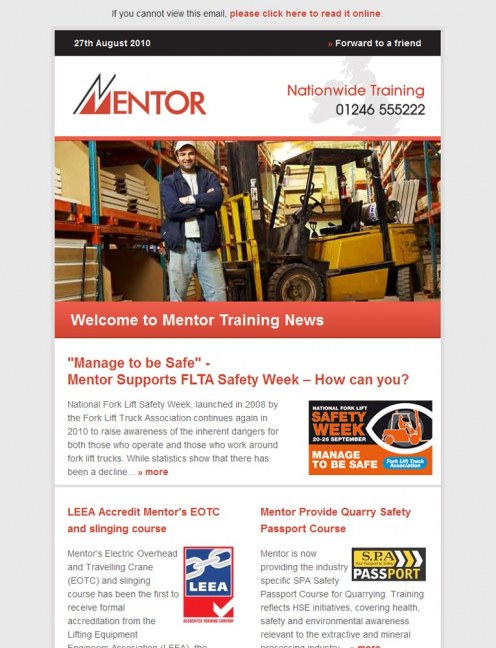 If you cannot view this email, please click here to read it online.
27th August 2010
» Forward to a friend
MENTOR
Nationwide Training
01246 555222
Welcome to Mentor Training News
"Manage to be Safe" -
Mentor Supports FLTA Safety Week – How can you?
National Fork Lift Safety Week, launched in 2008 by
the Fork Lift Truck Association continues again in
2010 to raise awareness of the inherent dangers for
both those who operate and those who work around
fork lift trucks. While statistics show that there has
been a decline... » more
NATIONAL FORK LIFT
SAFETY
WEEK
20-26 SEPTEMBER
MANAGE
TO BE SAFE
Fork Lift Truck
Association
LEEA Accredit Mentor's EOTC
and slinging course
Mentor's Electric Overhead
and Travelling Crane
(EOTC) and slinging
course has been the first to
receive formal
accreditation from the
Lifting Equipment
Engineers Association (LEEA), the
LEEA
ACCREDITED TRAINING COMPANY
Mentor Provide Quarry Safety
Passport Course
Mentor is now
providing the industry
specific SPA Safety
Passport Course for Quarrying. Training
reflects HSE initiatives, covering health,
safety and environmental awareness
relevant to the extractive and mineral
processing industry... » more
S.P.A
PASSPORT